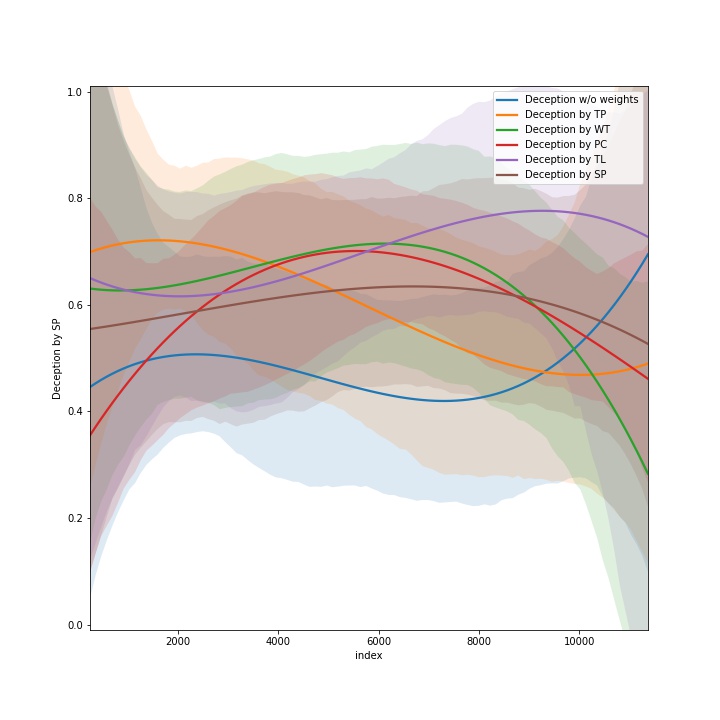 1.0
Deception w/o weights
Deception by TP
Deception by WT
Deception by PC
Deception by TL
Deception by SP
0.8
0.6
0.4
0.2
0.0
Deception by SP
2000 4000 6000 8000 10000
index